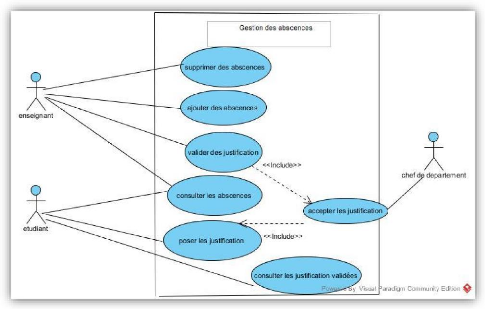 Gestion des abscences
supprimer des abscences
enseignant
ajouter des abscences
valider des justification
<<Include>>
chef de departement
consulter les abscences
etudiant
accepter les justification
<<Include>>
poser les justification
consulter les justification validées
Powered By Visual Paradigm Community Edition